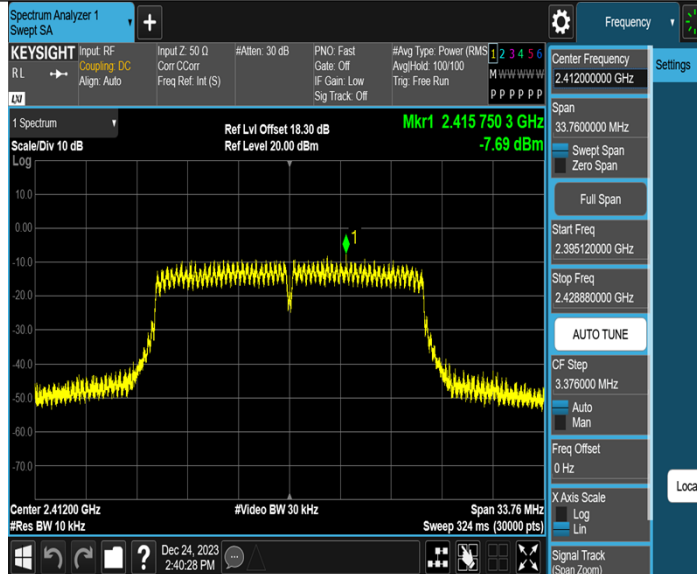 Spectrum Analyzer 1
Swept SA
+
Frequency
KEYSIGHT
RL
LXI
Input: RF
Coupling: DC
Align: Auto
Input Z: 50 Ω
Corr CCorr
Freq Ref: Int (S)
#Atten: 30 dB
PNO: Fast
Gate: Off
IF Gain: Low
Sig Track: Off
#Avg Type: Power (RMS
Avg|Hold: 100/100
Trig: Free Run
1 2 3 4 5 6
M W W W W W
P P P P P P
1 Spectrum
Scale/Div 10 dB
Log
Ref Lvl Offset 18.30 dB
Ref Level 20.00 dBm
Mkr1 2.415 750 3 GHz
-7.69 dBm
10.0
0.00
-10.0
-20.0
-30.0
-40.0
-50.0
-60.0
-70.0
1
Center 2.41200 GHz
#Res BW 10 kHz
#Video BW 30 kHz
Span 33.76 MHz
Sweep 324 ms (30000 pts)
?
Dec 24, 2023
2:40:28 PM
Center Frequency
2.412000000 GHz
Span
33.7600000 MHz
Swept Span
Zero Span
Full Span
Start Freq
2.395120000 GHz
Stop Freq
2.428880000 GHz
AUTO TUNE
CF Step
3.376000 MHz
Auto
Man
Freq Offset
0 Hz
X Axis Scale
Log
Lin
Signal Track
(Span Zoom)
Settings
Loca